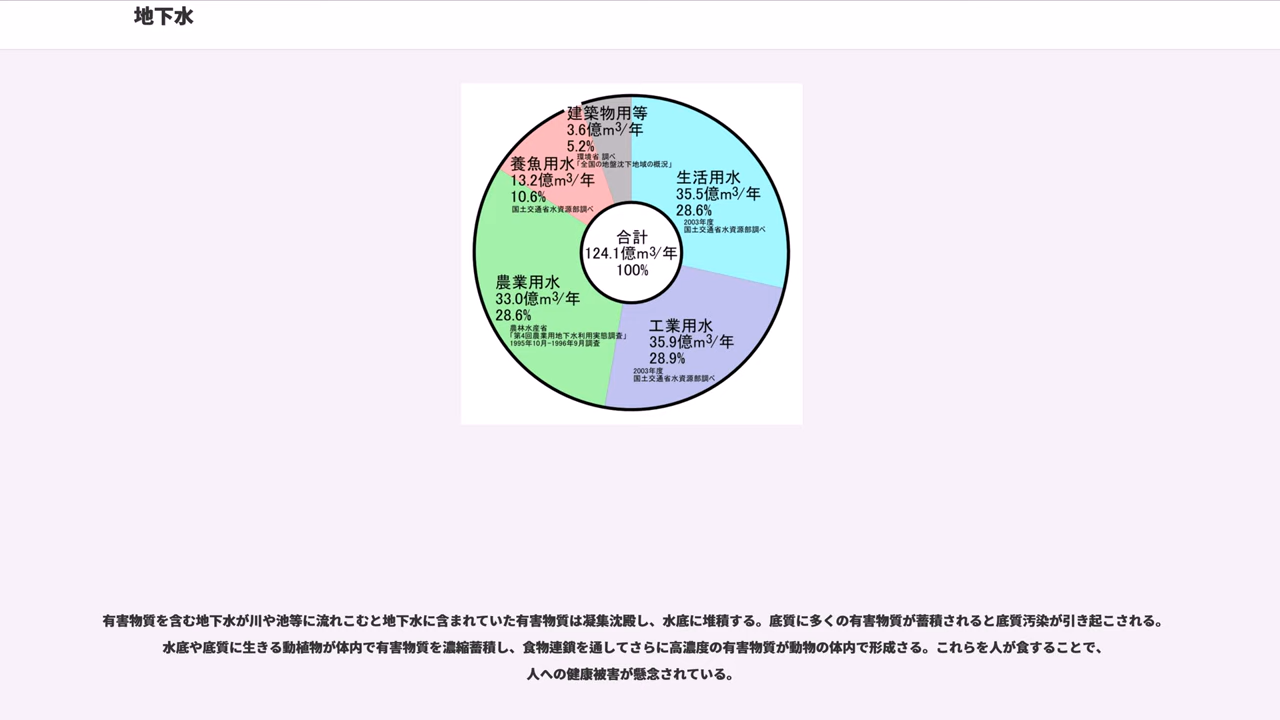 地下水
建築物用等
3.6億m³/年
5.2%
環境省 調べ
「全国の地盤沈下地域の概況」
養魚用水
13.2億m³/年
10.6%
国土交通省水資源部調べ
生活用水
35.5億m³/年
28.6%
2003年度
国土交通省水資源部調べ
合計
124.1億m³/年
100%
農業用水
33.0億m³/年
28.6%
農林水産省
「第4回農業用地下水利用実態調査」
1995年10月-1996年9月調査
工業用水
35.9億m³/年
28.9%
2003年度
国土交通省水資源部調べ
有害物質を含む地下水が川や池等に流れこむと地下水に含まれていた有害物質は凝集沈殿し、水底に堆積する。底質に多くの有害物質が蓄積されると底質汚染が引き起こされる。
水底や底質に生きる動植物が体内で有害物質を濃縮蓄積し、食物連鎖を通してさらに高濃度の有害物質が動物の体内で形成さる。これらを人が食することで、
人への健康被害が懸念されている。